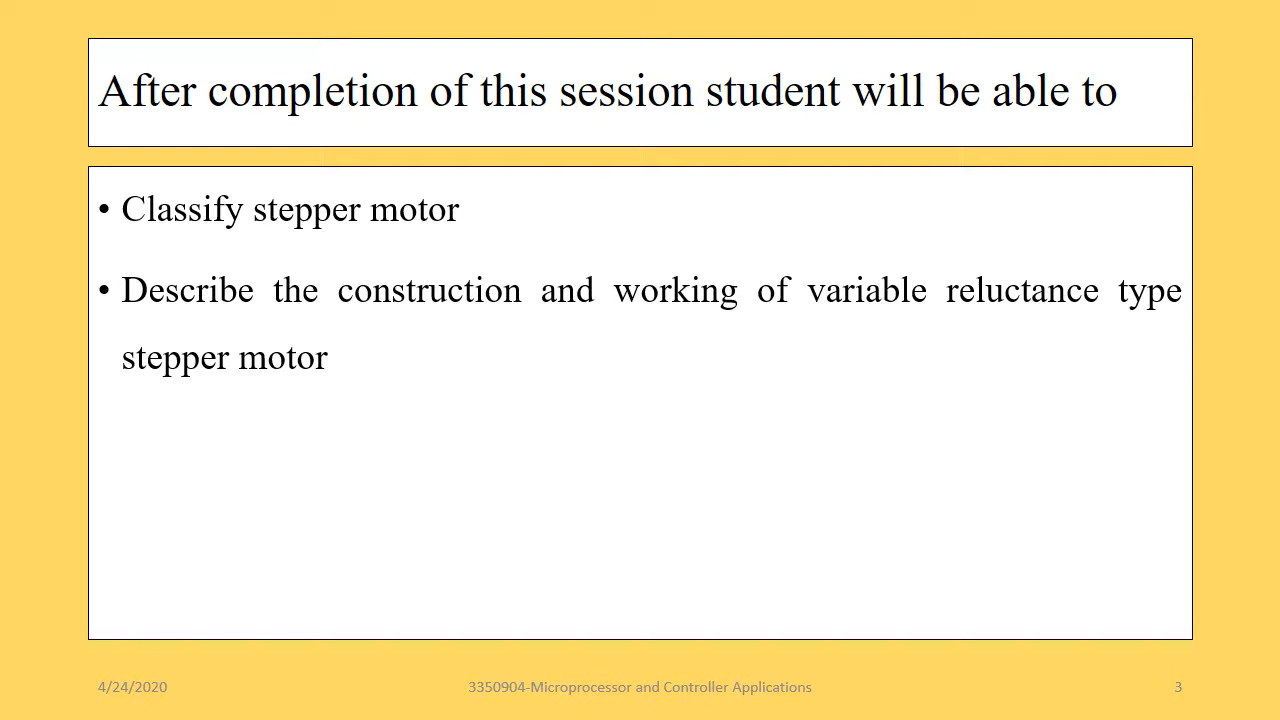 After completion of this session student will be able to
• Classify stepper motor
• Describe the construction and working of variable reluctance type
stepper motor
4/24/2020
3350904-Microprocessor and Controller Applications
3